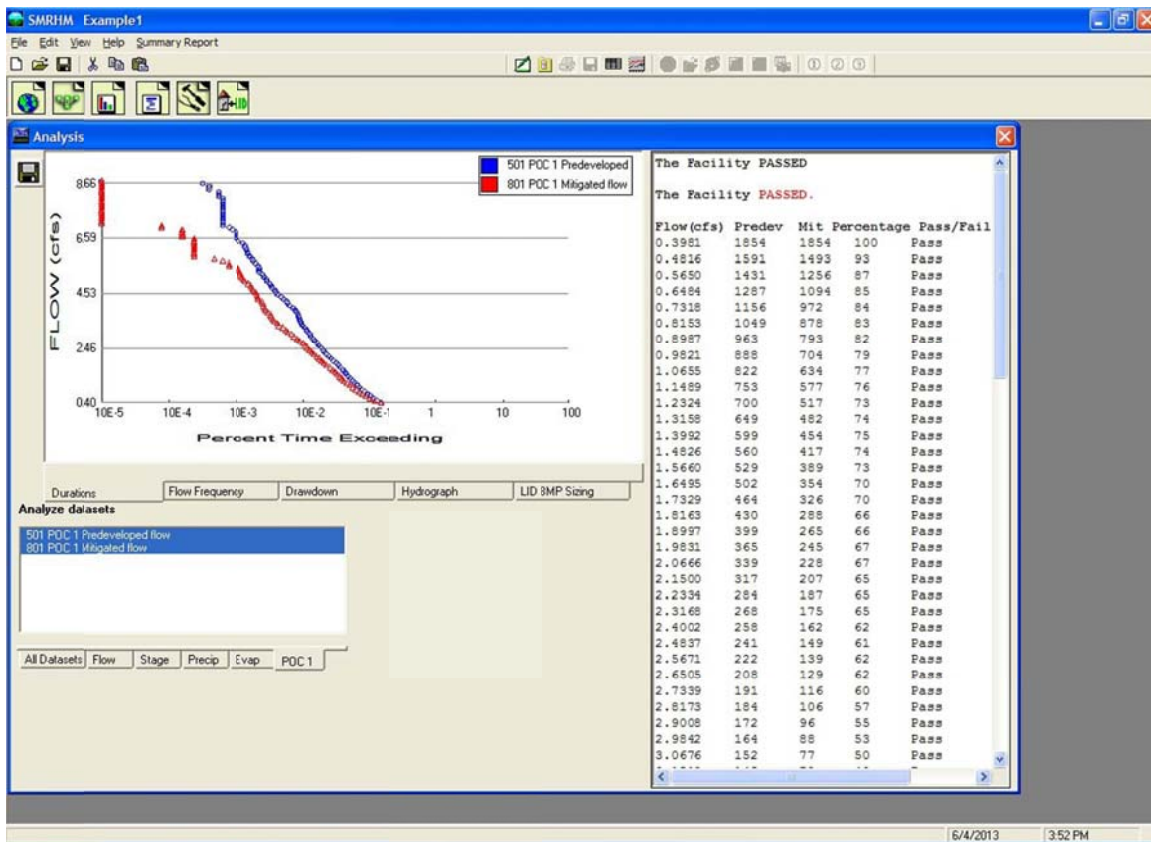 SMRHM Example1
File Edit View Help Summary Report
Analysis
501 POC 1 Predeveloped
801 POC 1 Mitigated flow
FLOW (cfs)
8.66
6.59
4.53
2.46
0.40
10E-5 10E-4 10E-3 10E-2 10E-1 1 10 100
Percent Time Exceeding
Durations Flow Frequency Drawdown Hydrograph LID BMP Sizing
Analyze datasets
501 POC 1 Predeveloped flow
801 POC 1 Mitigated flow
All Datasets Flow Stage Precip Evap POC 1
The Facility PASSED
The Facility PASSED.
Flow(cfs) Predev Mit Percentage Pass/Fail
0.3981 1854 1854 100 Pass
0.4816 1591 1493 93 Pass
0.5650 1431 1256 87 Pass
0.6484 1287 1094 85 Pass
0.7318 1156 972 84 Pass
0.8153 1049 878 83 Pass
0.8987 963 793 82 Pass
0.9821 888 704 79 Pass
1.0655 822 634 77 Pass
1.1489 753 577 76 Pass
1.2324 700 517 73 Pass
1.3158 649 482 74 Pass
1.3992 599 454 75 Pass
1.4826 560 417 74 Pass
1.5660 529 389 73 Pass
1.6495 502 354 70 Pass
1.7329 464 326 70 Pass
1.8163 430 288 66 Pass
1.8997 399 265 66 Pass
1.9831 365 245 67 Pass
2.0666 339 228 67 Pass
2.1500 317 207 65 Pass
2.2334 284 187 65 Pass
2.3168 268 175 65 Pass
2.4002 258 162 62 Pass
2.4837 241 149 61 Pass
2.5671 222 139 62 Pass
2.6505 208 129 62 Pass
2.7339 191 116 60 Pass
2.8173 184 106 57 Pass
2.9008 172 96 55 Pass
2.9842 164 88 53 Pass
3.0676 152 77 50 Pass
6/4/2013 3:52 PM